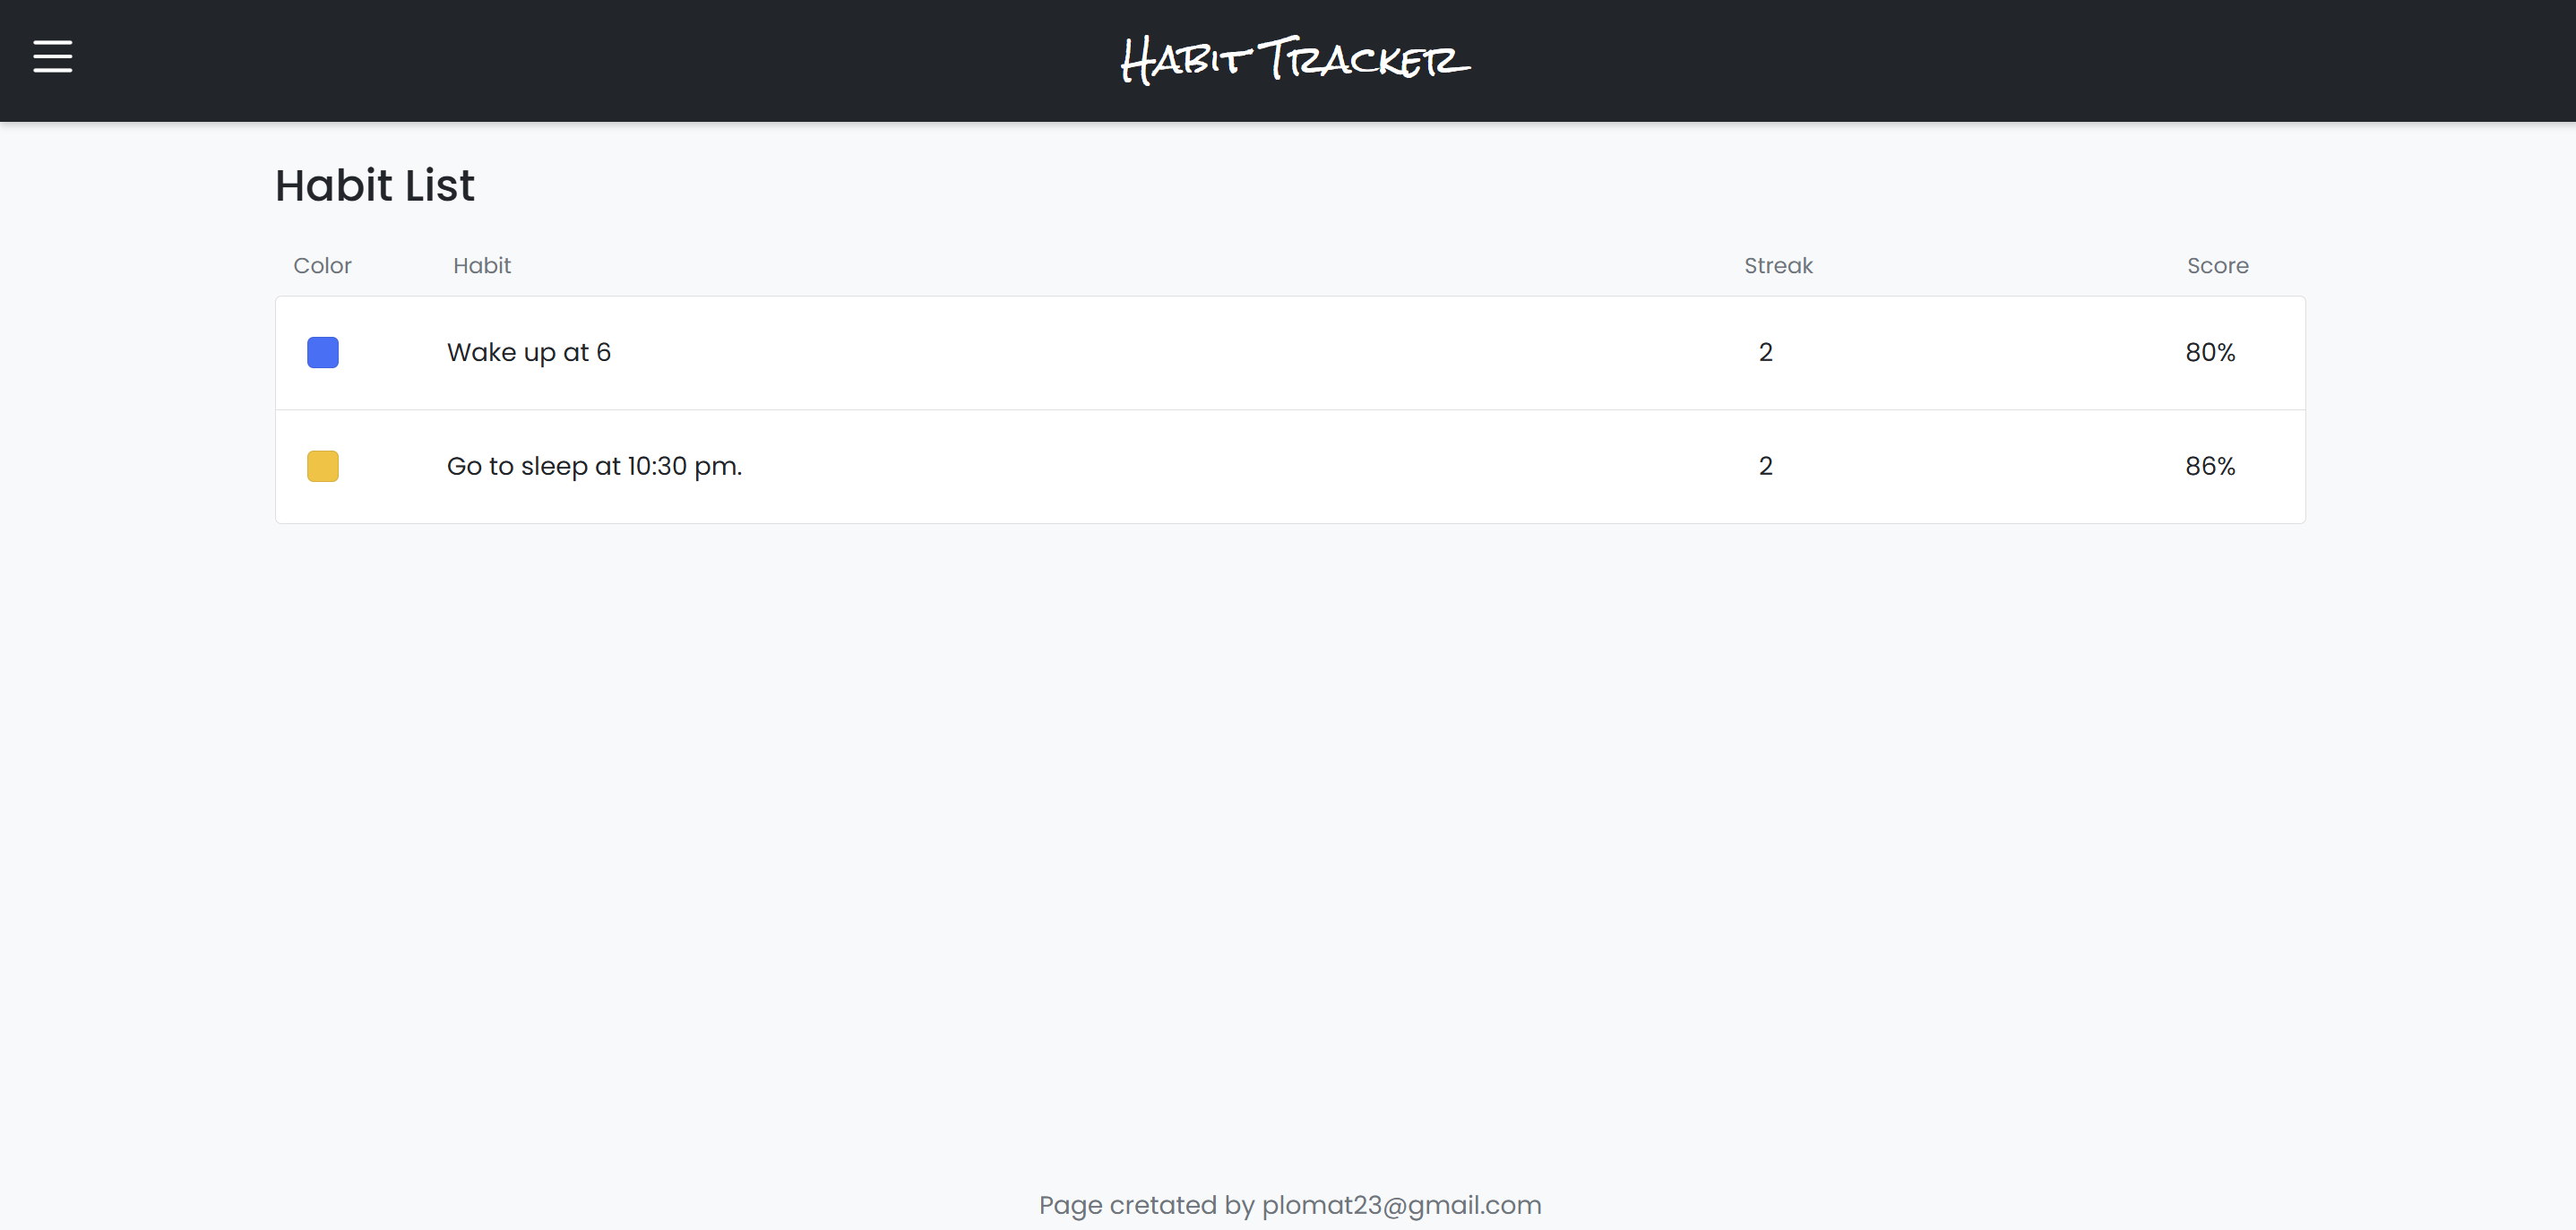 Habit Tracker
Habit List
Color Habit Streak Score
Wake up at 6 2 80%
Go to sleep at 10:30 pm. 2 86%
Page cretated by plomat23@gmail.com